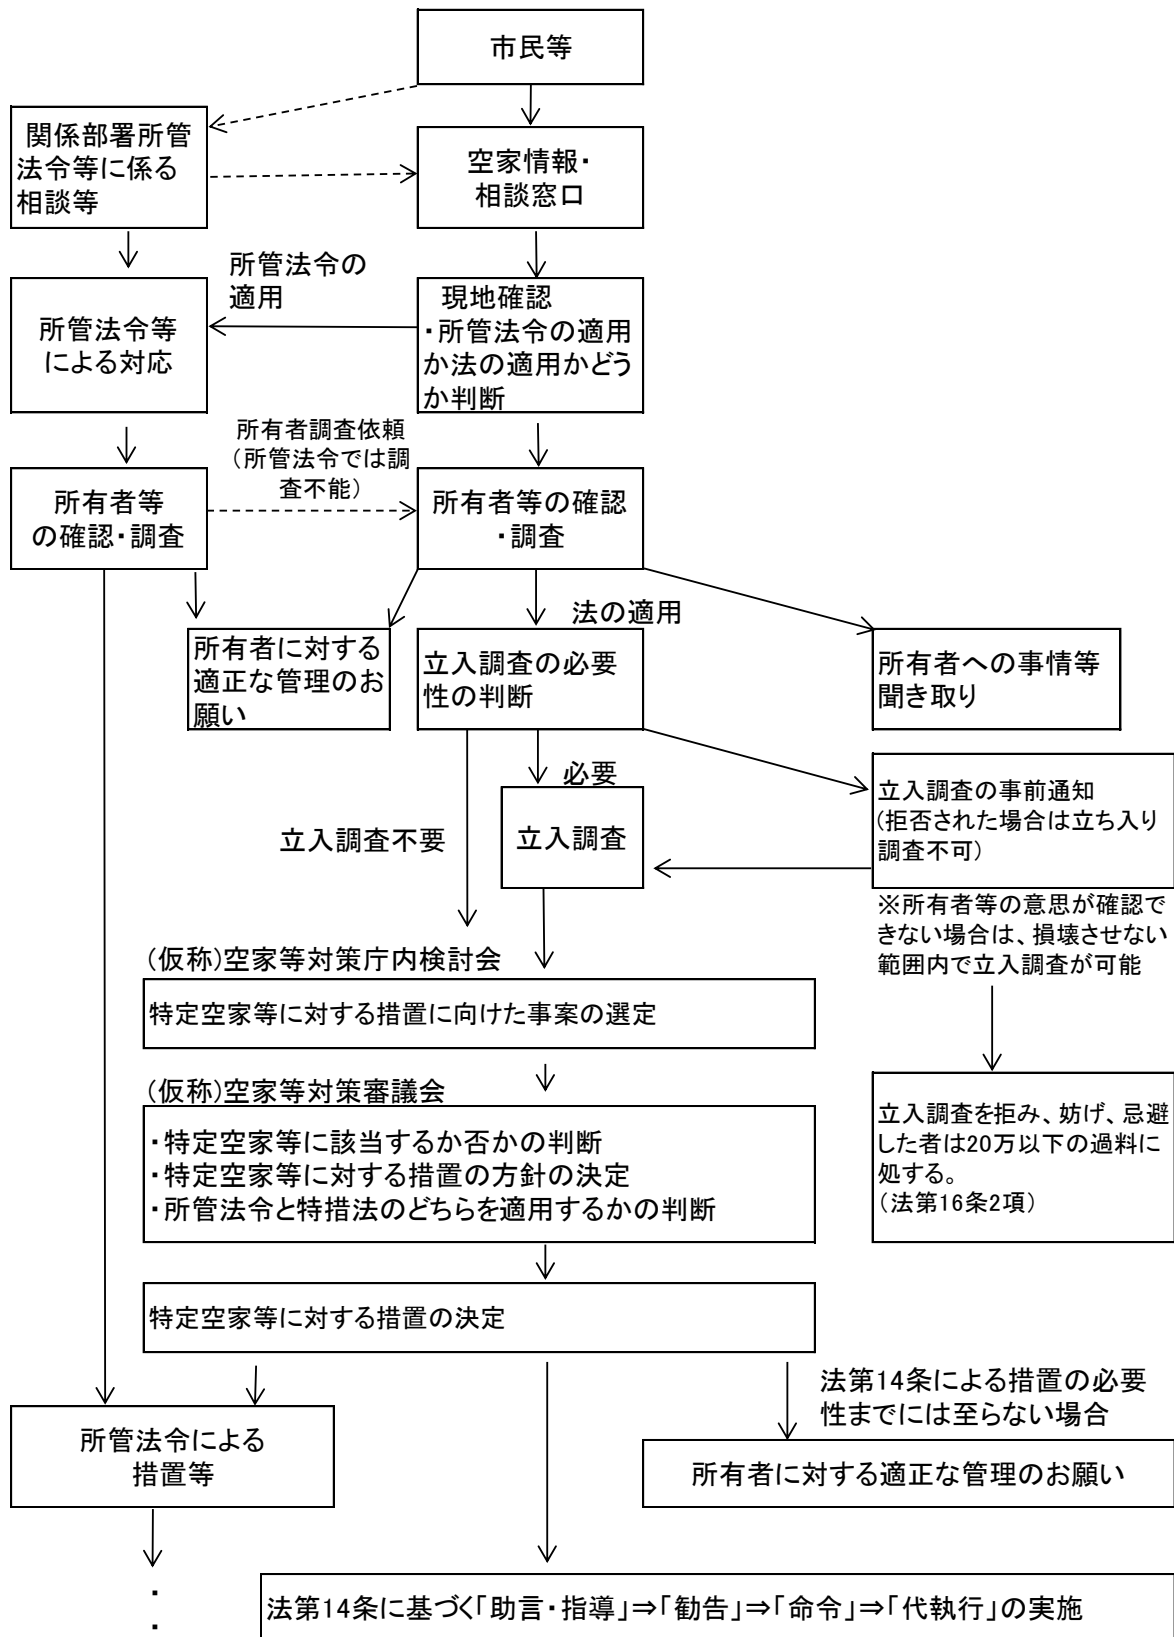 市民等
関係部署所管
法令等に係る
相談等
空家情報・
相談窓口
所管法令の
適用
所管法令等
による対応
現地確認
・所管法令の適用
か法の適用かどう
か判断
所有者調査依頼
（所管法令では調
査不能）
所有者等
の確認・調査
所有者等の確認
・調査
法の適用
所有者に対する
適正な管理のお
願い
立入調査の必要
性の判断
所有者への事情等
聞き取り
必要
立入調査不要
立入調査
立入調査の事前通知
(拒否された場合は立ち入り
調査不可）
※所有者等の意思が確認で
きない場合は、損壊させない
範囲内で立入調査が可能
(仮称)空家等対策庁内検討会
特定空家等に対する措置に向けた事案の選定
(仮称)空家等対策審議会
・特定空家等に該当するか否かの判断
・特定空家等に対する措置の方針の決定
・所管法令と特措法のどちらを適用するかの判断
立入調査を拒み、妨げ、忌避
した者は20万以下の過料に
処する。
（法第16条2項）
特定空家等に対する措置の決定
法第14条による措置の必要
性までには至らない場合
所管法令による
措置等
所有者に対する適正な管理のお願い
・
・
法第14条に基づく「助言・指導」⇒「勧告」⇒「命令」⇒「代執行」の実施